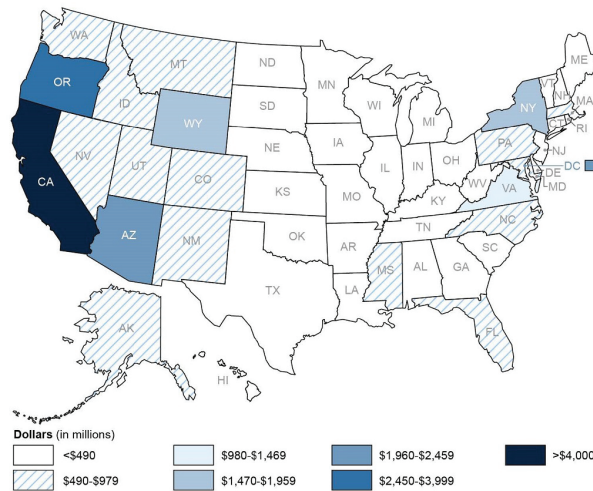 WA
ME
MT
ND
VT
MN
NH
OR
ID
SD
WI
NY
MA
WY
MI
CT
RI
IA
PA
NJ
NV
NE
OH
DC
IL
IN
DE
UT
CO
WV
MD
CA
VA
KS
MO
KY
NC
TN
AZ
OK
NM
AR
SC
MS
AL
GA
TX
LA
AK
FL
HI
Dollars (in millions)
<$490
$980-$1,469
$1,960-$2,459
>$4,000
$490-$979
$1,470-$1,959
$2,450-$3,999